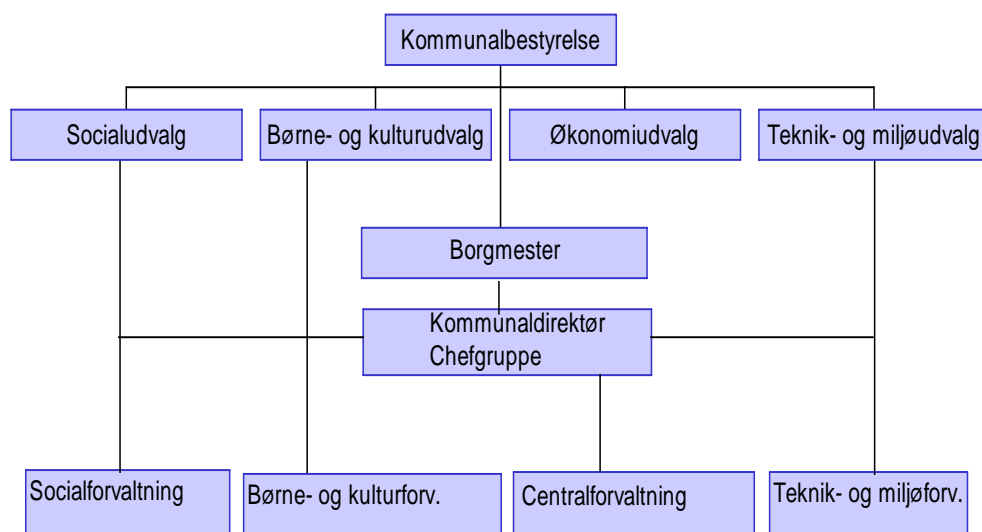 Kommunalbestyrelse
Socialudvalg
Børne- og kulturudvalg
Økonomiudvalg
Teknik- og miljøudvalg
Borgmester
Kommunaldirektør
Chefgruppe
Socialforvaltning
Børne- og kulturforv.
Centralforvaltning
Teknik- og miljøforv.